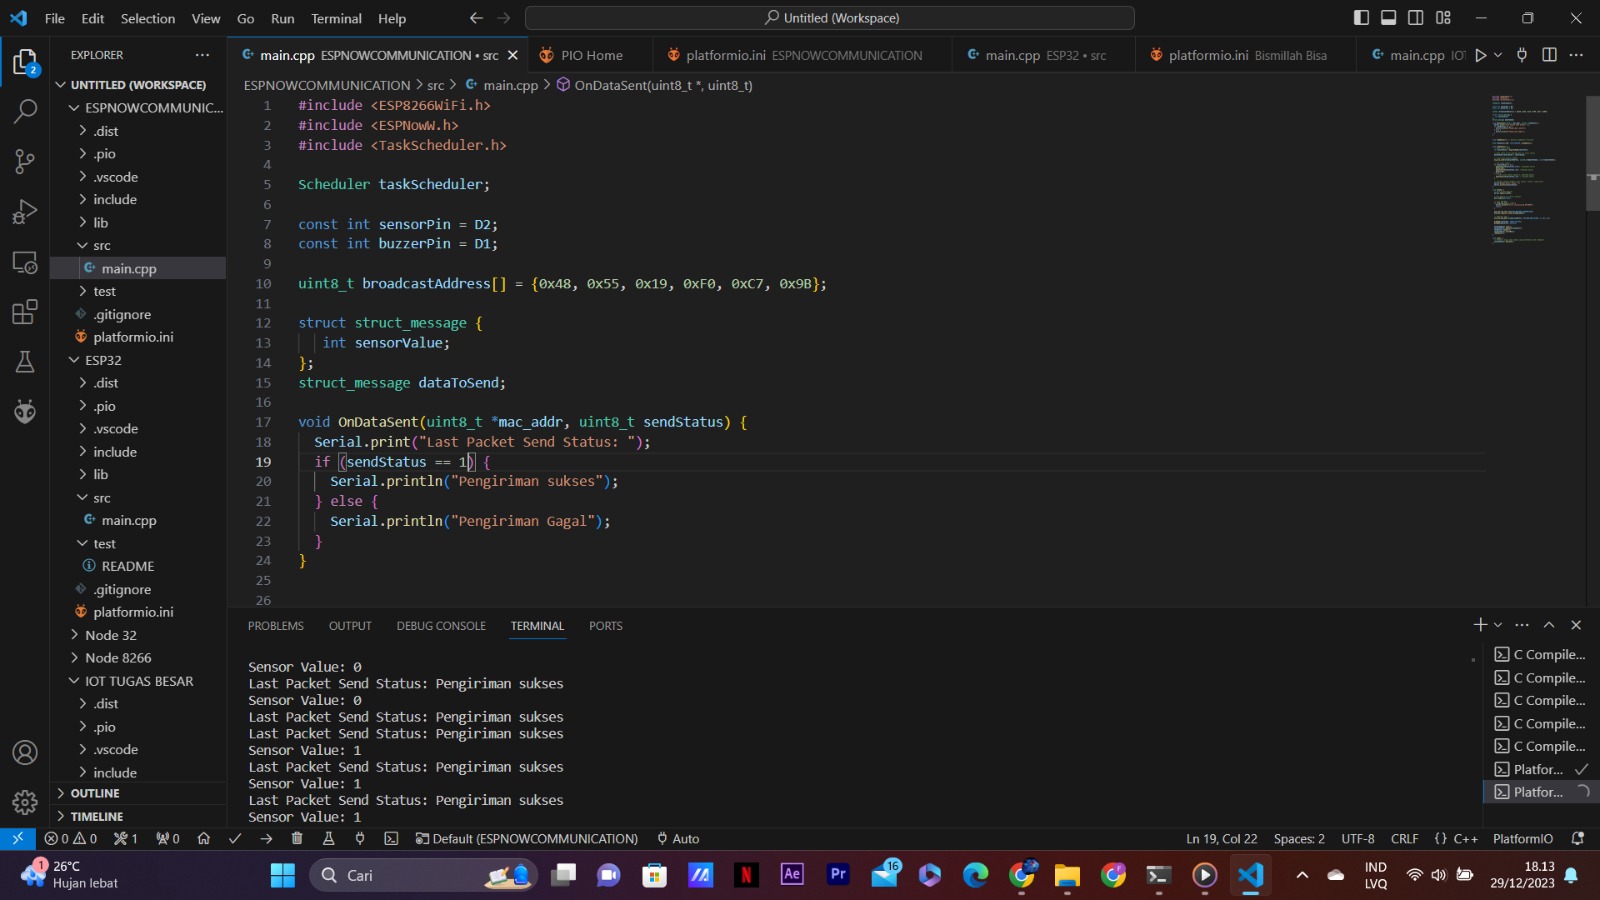 File Edit Selection View Go Run Terminal Help
Untitled (Workspace)
EXPLORER
main.cpp ESPNOWCOMMUNICATION • src
PIO Home
platformio.ini ESPNOWCOMMUNICATION
main.cpp ESP32 • src
platformio.ini Bismillah Bisa
main.cpp
2
UNTITLED (WORKSPACE)
ESPNOWCOMMUNIC...
.dist
.pio
.vscode
include
lib
src
main.cpp
test
.gitignore
platformio.ini
ESP32
.dist
.pio
.vscode
include
lib
src
main.cpp
test
README
.gitignore
platformio.ini
Node 32
Node 8266
IOT TUGAS BESAR
.dist
.pio
.vscode
include
OUTLINE
TIMELINE
ESPNOWCOMMUNICATION > src > main.cpp > OnDataSent(uint8_t *, uint8_t)
1 #include <ESP8266WiFi.h>
2 #include <ESPNowW.h>
3 #include <TaskScheduler.h>
4
5 Scheduler taskScheduler;
6
7 const int sensorPin = D2;
8 const int buzzerPin = D1;
9
10 uint8_t broadcastAddress[] = {0x48, 0x55, 0x19, 0xF0, 0xC7, 0x9B};
11
12 struct struct_message {
13 int sensorValue;
14 };
15 struct_message dataToSend;
16
17 void OnDataSent(uint8_t *mac_addr, uint8_t sendStatus) {
18 Serial.print("Last Packet Send Status: ");
19 if (sendStatus == 1) {
20 Serial.println("Pengiriman sukses");
21 } else {
22 Serial.println("Pengiriman Gagal");
23 }
24 }
25
26
PROBLEMS OUTPUT DEBUG CONSOLE TERMINAL PORTS
Sensor Value: 0
Last Packet Send Status: Pengiriman sukses
Sensor Value: 0
Last Packet Send Status: Pengiriman sukses
Last Packet Send Status: Pengiriman sukses
Sensor Value: 1
Last Packet Send Status: Pengiriman sukses
Sensor Value: 1
Last Packet Send Status: Pengiriman sukses
Sensor Value: 1
C Compile...
C Compile...
C Compile...
C Compile...
C Compile...
Platfor...
Platfor...
0 0 1 0 Default (ESPNOWCOMMUNICATION) Auto
Ln 19, Col 22 Spaces: 2 UTF-8 CRLF {} C++ PlatformIO
1
26°C
Hujan lebat
Cari
Ae
Pr
16
IND
LVQ
18.13
29/12/2023